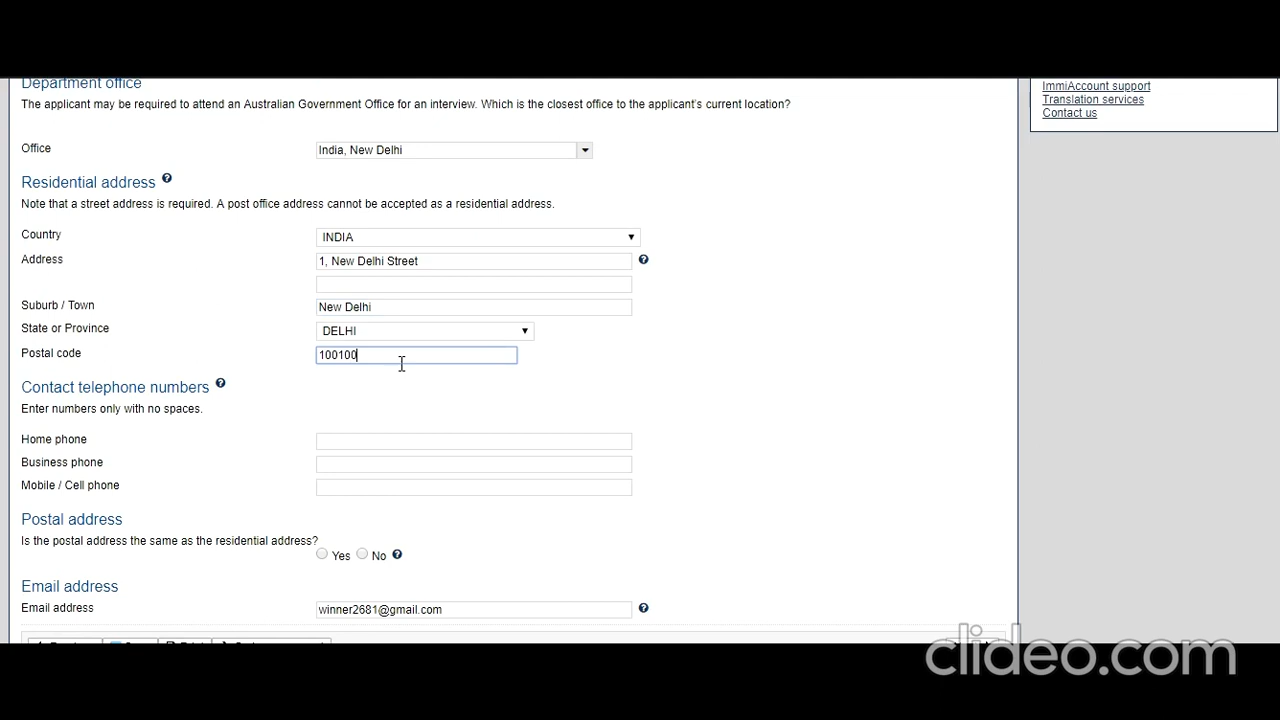 Department office
ImmiAccount support
The applicant may be required to attend an Australian Government Office for an interview. Which is the closest office to the applicant's current location?
Translation services
Contact us
Office India, New Delhi
Residential address
Note that a street address is required. A post office address cannot be accepted as a residential address.
Country INDIA
Address 1, New Delhi Street
Suburb / Town New Delhi
State or Province DELHI
Postal code 100100
Contact telephone numbers
Enter numbers only with no spaces.
Home phone
Business phone
Mobile / Cell phone
Postal address
Is the postal address the same as the residential address?
Yes No
Email address
Email address winner2681@gmail.com
clideo.com